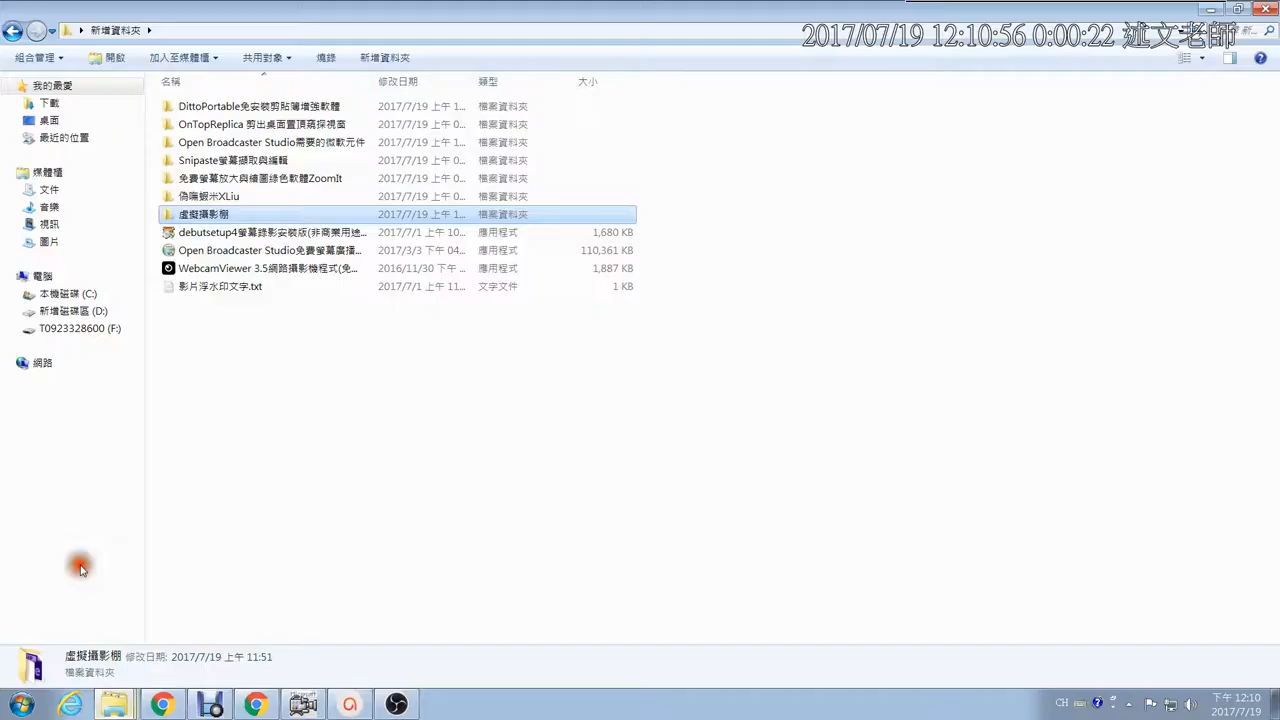 新增資料夾
2017/07/19 12:10:56 0:00:22 述文老師
組合管理 開啟 加入至媒體櫃 共用對象 燒錄 新增資料夾
名稱 修改日期 類型 大小
我的最愛
下載
桌面
最近的位置
媒體櫃
文件
音樂
視訊
圖片
電腦
本機磁碟 (C:)
新增磁碟區 (D:)
T0923328600 (F:)
網路
DittoPortable免安裝剪貼簿增強軟體 2017/7/19 上午 1... 檔案資料夾
OnTopReplica 剪出桌面置頂窺探視窗 2017/7/19 上午 0... 檔案資料夾
Open Broadcaster Studio需要的微軟元件 2017/7/19 上午 1... 檔案資料夾
Snipaste螢幕擷取與編輯 2017/7/19 上午 0... 檔案資料夾
免費螢幕放大與繪圖綠色軟體ZoomIt 2017/7/19 上午 0... 檔案資料夾
偽嘸蝦米XLiu 2017/7/19 上午 0... 檔案資料夾
虛擬攝影棚 2017/7/19 上午 1... 檔案資料夾
debutsetup4螢幕錄影安裝版(非商業用途... 2017/7/1 上午 10... 應用程式 1,680 KB
Open Broadcaster Studio免費螢幕廣播... 2017/3/3 下午 04... 應用程式 110,361 KB
WebcamViewer 3.5網路攝影機程式(免... 2016/11/30 下午 ... 應用程式 1,887 KB
影片浮水印文字.txt 2017/7/1 上午 11... 文字文件 1 KB
虛擬攝影棚 修改日期: 2017/7/19 上午 11:51
檔案資料夾
CH
下午 12:10
2017/7/19